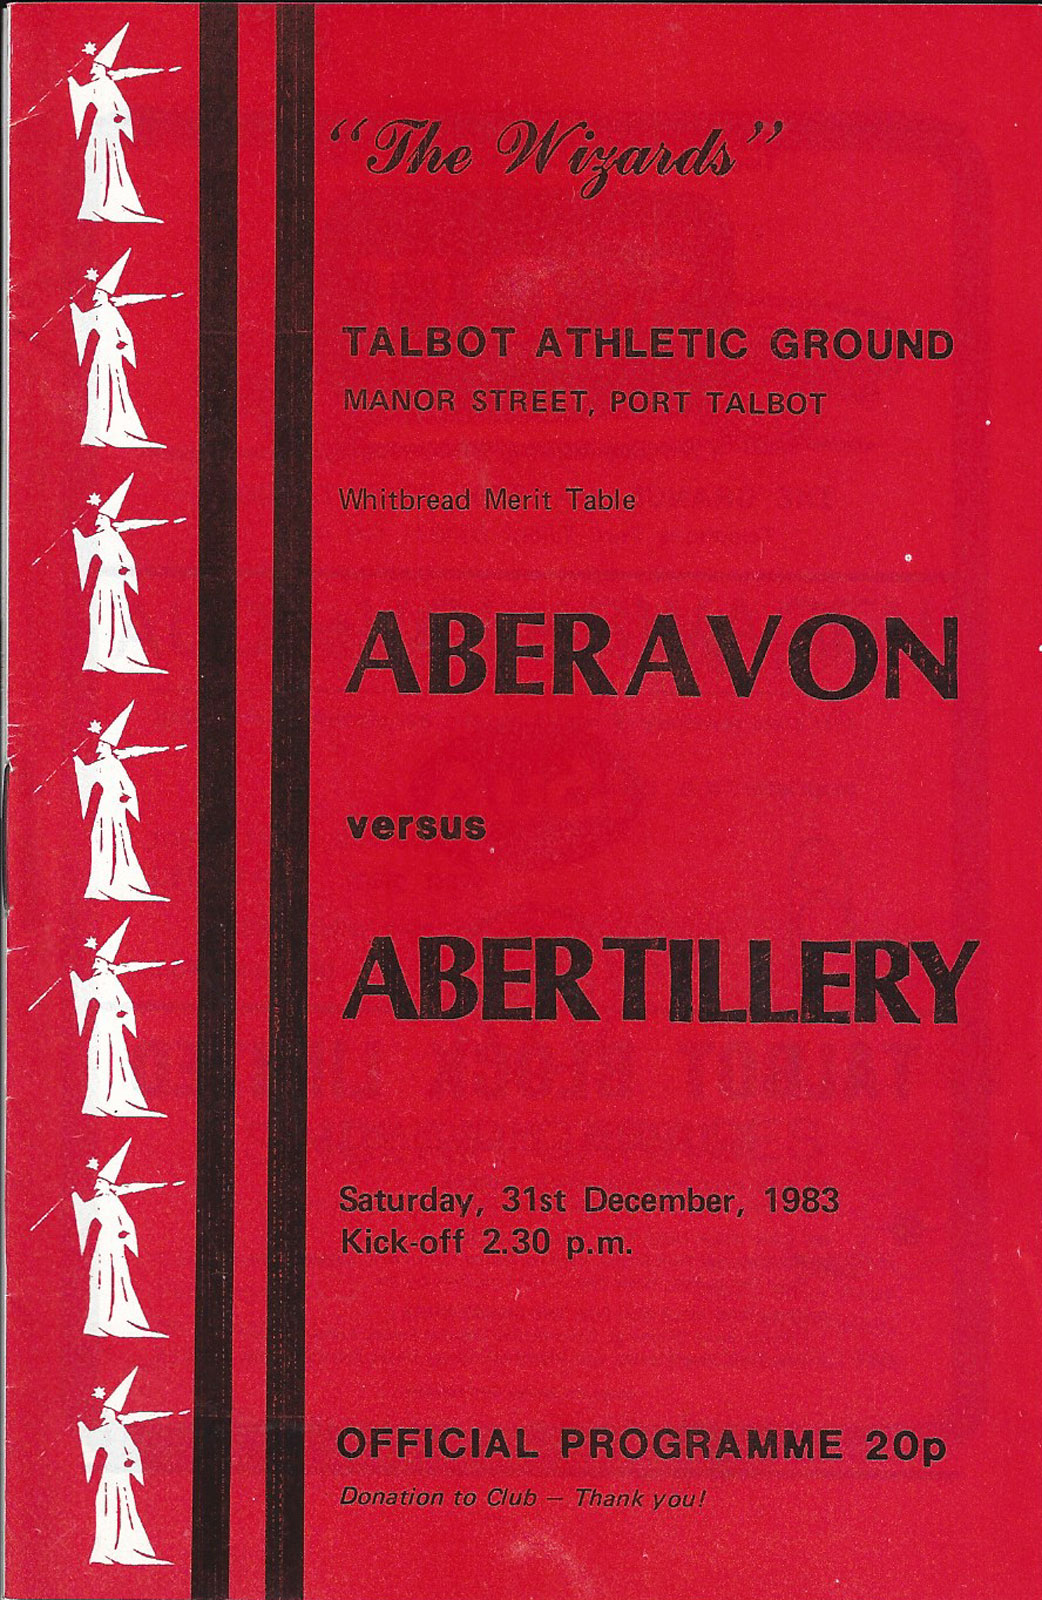 "The Wizards"
TALBOT ATHLETIC GROUND
MANOR STREET, PORT TALBOT
Whitbread Merit Table
ABERAVON
versus
ABERTILLERY
Saturday, 31st December, 1983
Kick-off 2.30 p.m.
OFFICIAL PROGRAMME 20p
Donation to Club — Thank you!